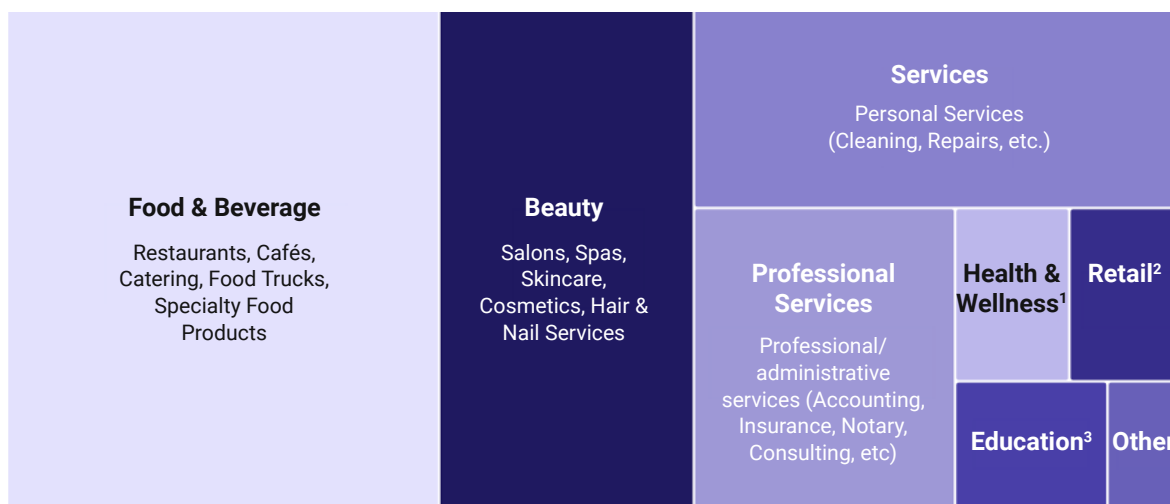 Food & Beverage
Restaurants, Cafés,
Catering, Food Trucks,
Specialty Food
Products
Beauty
Salons, Spas,
Skincare,
Cosmetics, Hair &
Nail Services
Services
Personal Services
(Cleaning, Repairs, etc.)
Professional
Services
Professional/
administrative
services (Accounting,
Insurance, Notary,
Consulting, etc)
Health &
Wellness¹
Retail²
Education³
Other